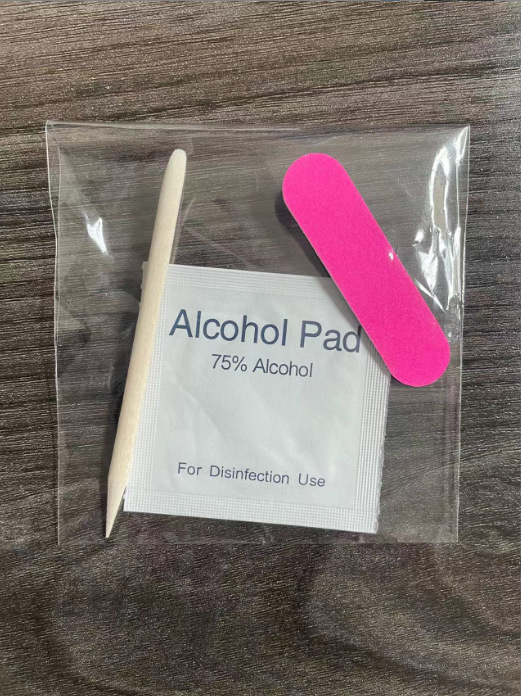 Alcohol Pad
75% Alcohol
For Disinfection Use